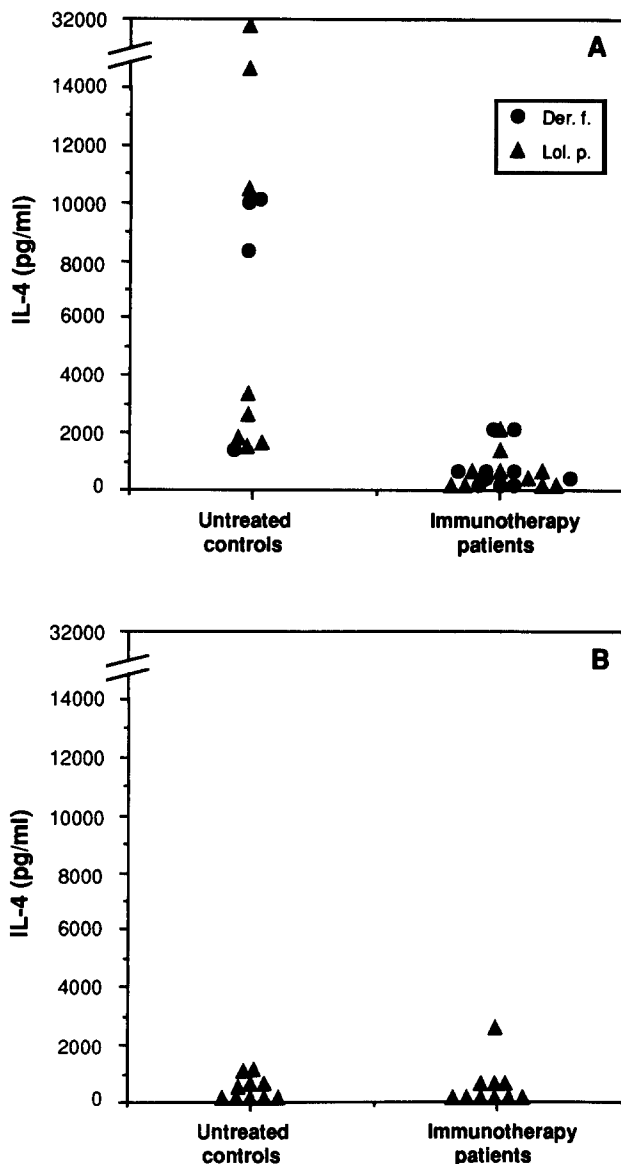 32000
A
14000
Der. f.
Lol. p.
12000
10000
8000
6000
4000
2000
0
IL-4 (pg/ml)
Untreated
controls
Immunotherapy
patients
32000
B
14000
12000
10000
8000
6000
4000
2000
0
IL-4 (pg/ml)
Untreated
controls
Immunotherapy
patients